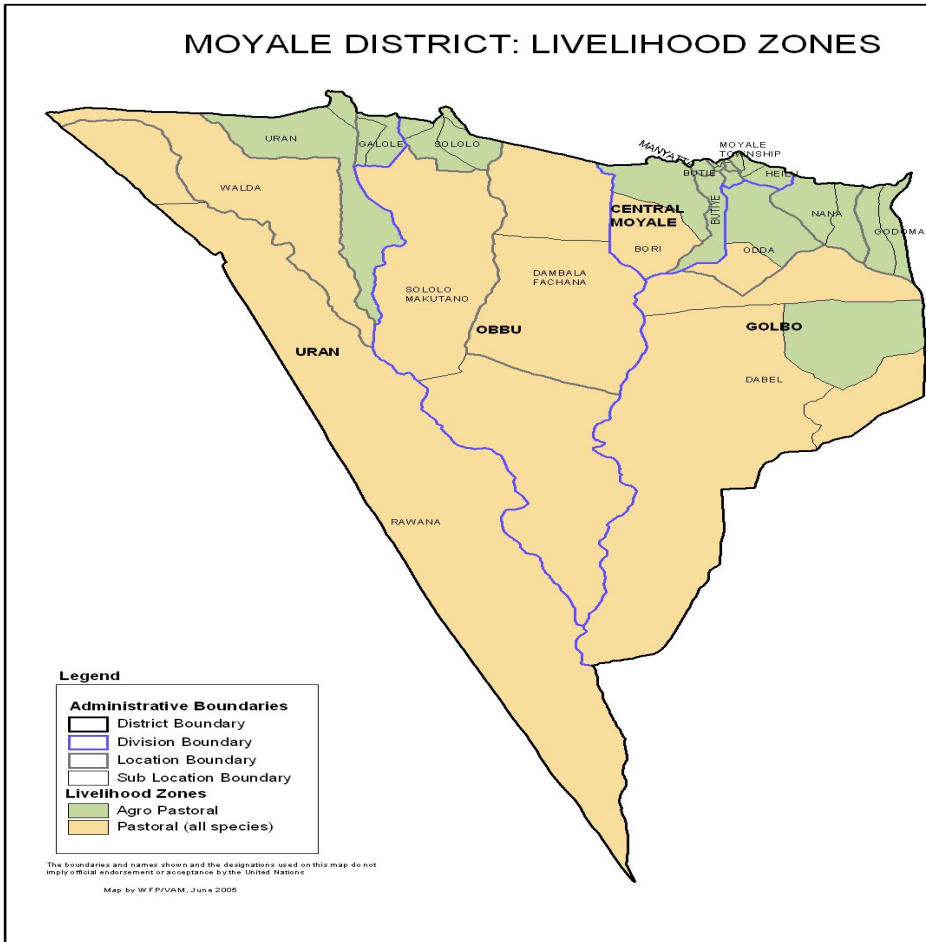 MOYALE DISTRICT: LIVELIHOOD ZONES
URAN
GALOLE
SOLOLO
MOYALE
TOWNSHIP
BUTIE
HEILU
WALDA
CENTRAL
MOYALE
BUTIYE
NANA
GODOMA
BORI
ODDA
SOLOLO
MAKUTANO
DAMBALA
FACHANA
OBBU
GOLBO
URAN
DABEL
RAWANA
Legend
Administrative Boundaries
District Boundary
Division Boundary
Location Boundary
Sub Location Boundary
Livelihood Zones
Agro Pastoral
Pastoral (all species)
The boundaries and names shown and the designations used on this map do not
imply official endorsement or acceptance by the United Nations
Map by WFP/VAM, June 2005